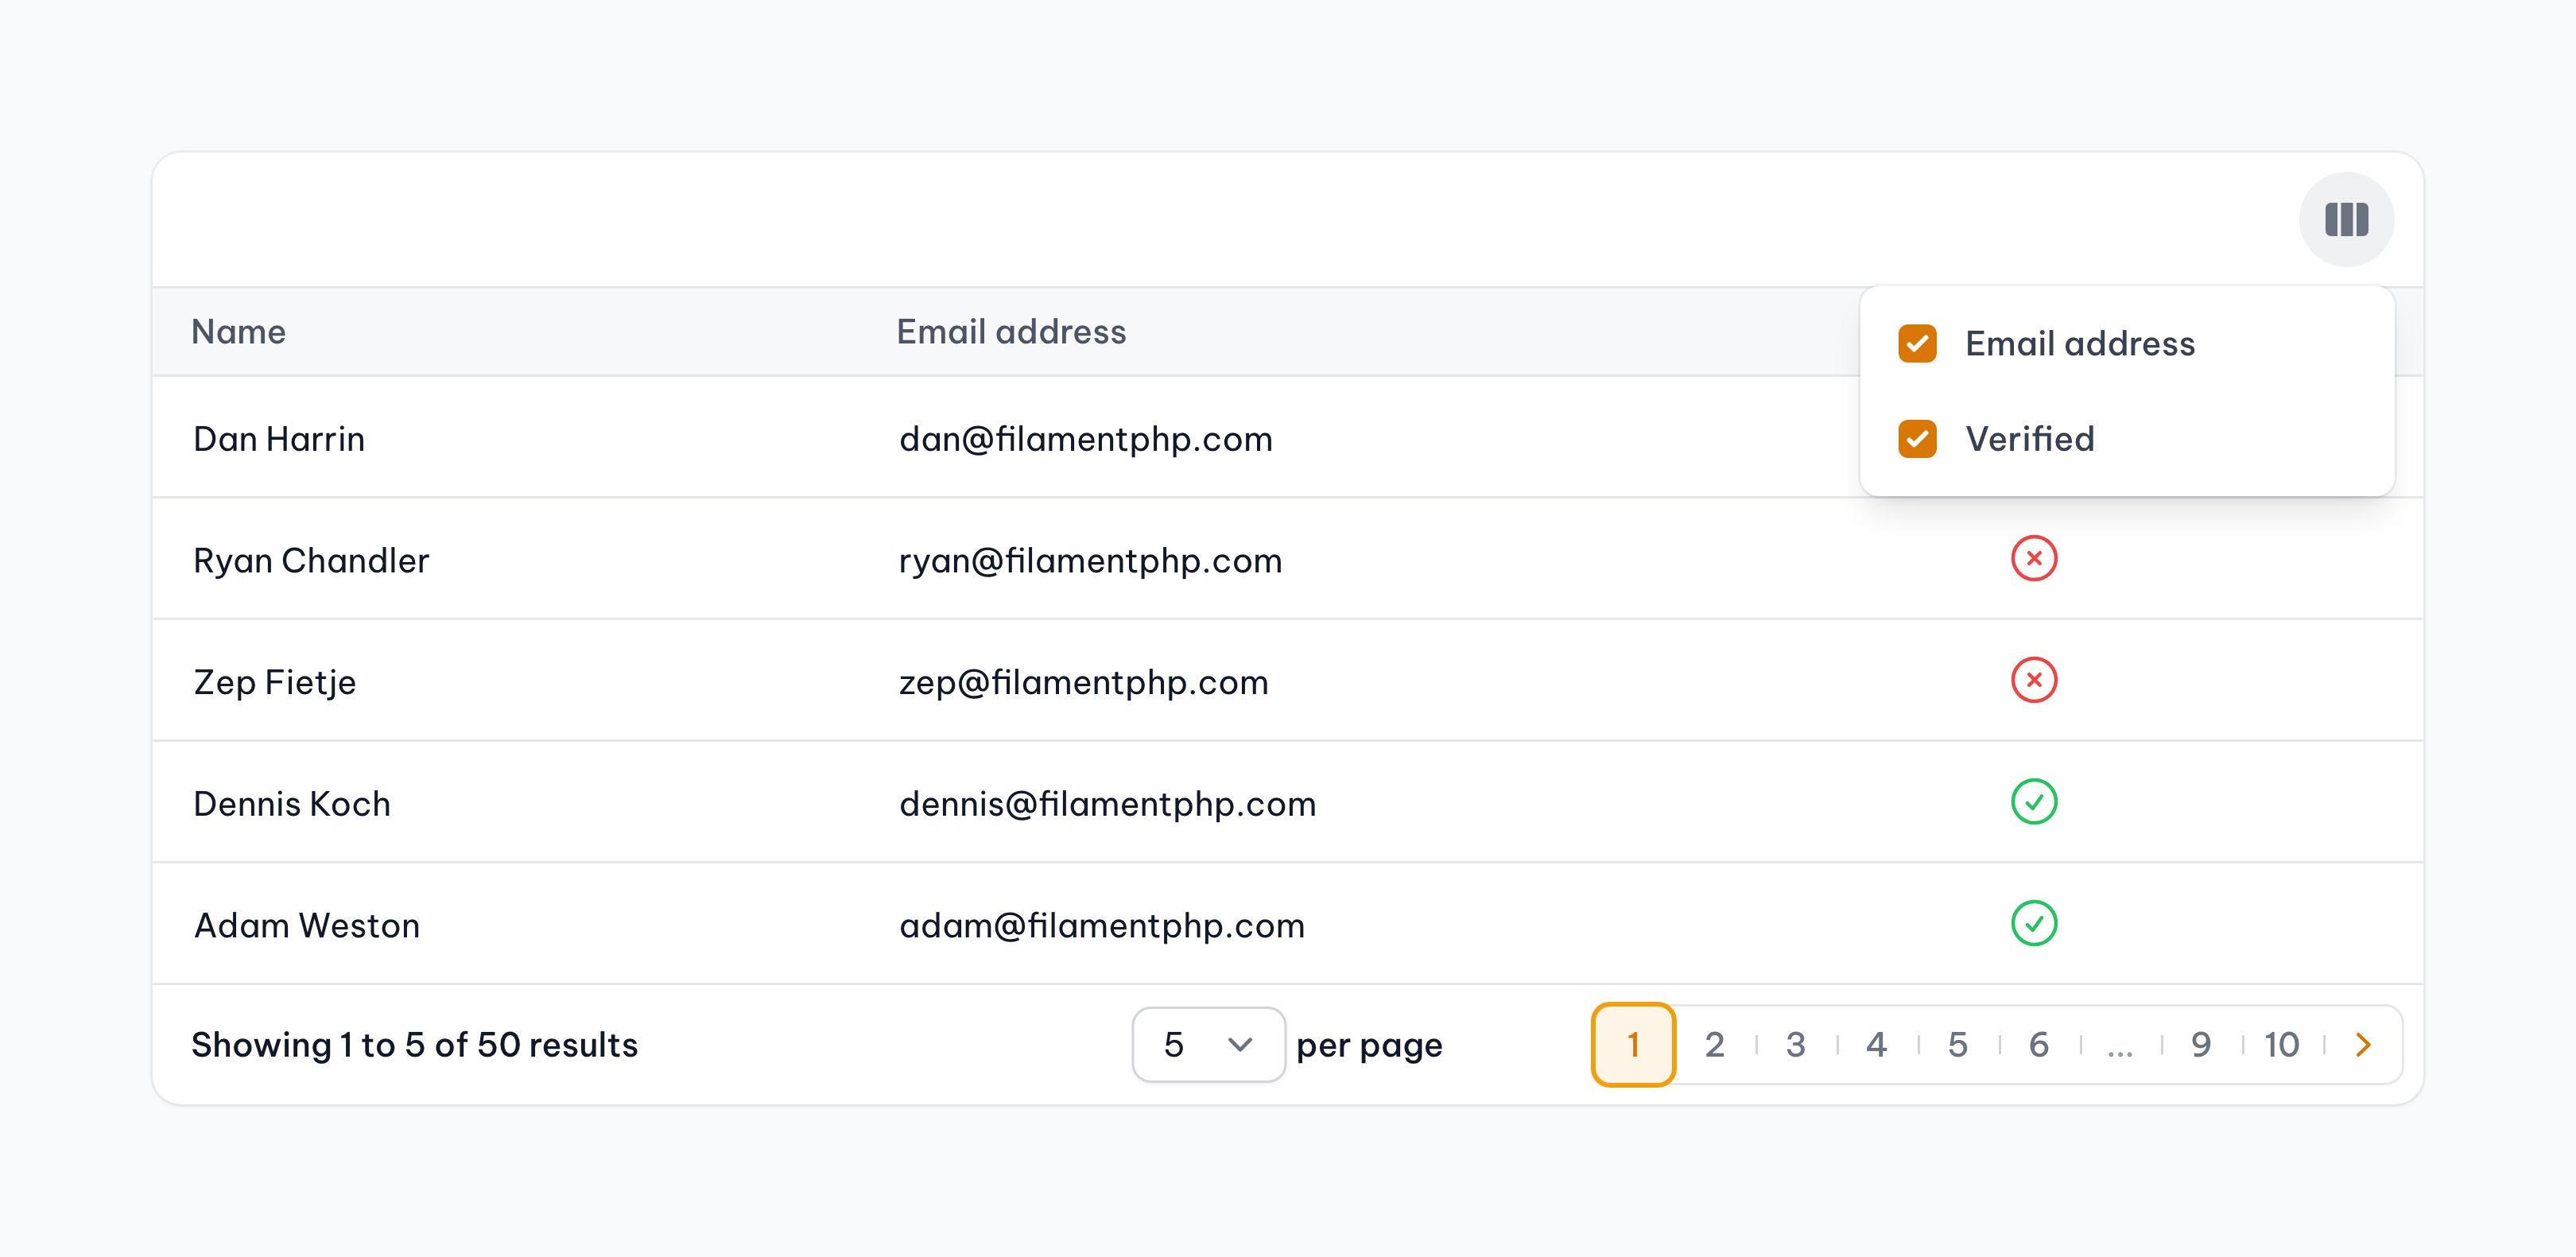 Name Email address
Email address
Dan Harrin dan@filamentphp.com Verified
Ryan Chandler ryan@filamentphp.com
Zep Fietje zep@filamentphp.com
Dennis Koch dennis@filamentphp.com
Adam Weston adam@filamentphp.com
Showing 1 to 5 of 50 results 5 per page 1 2 3 4 5 6 ... 9 10